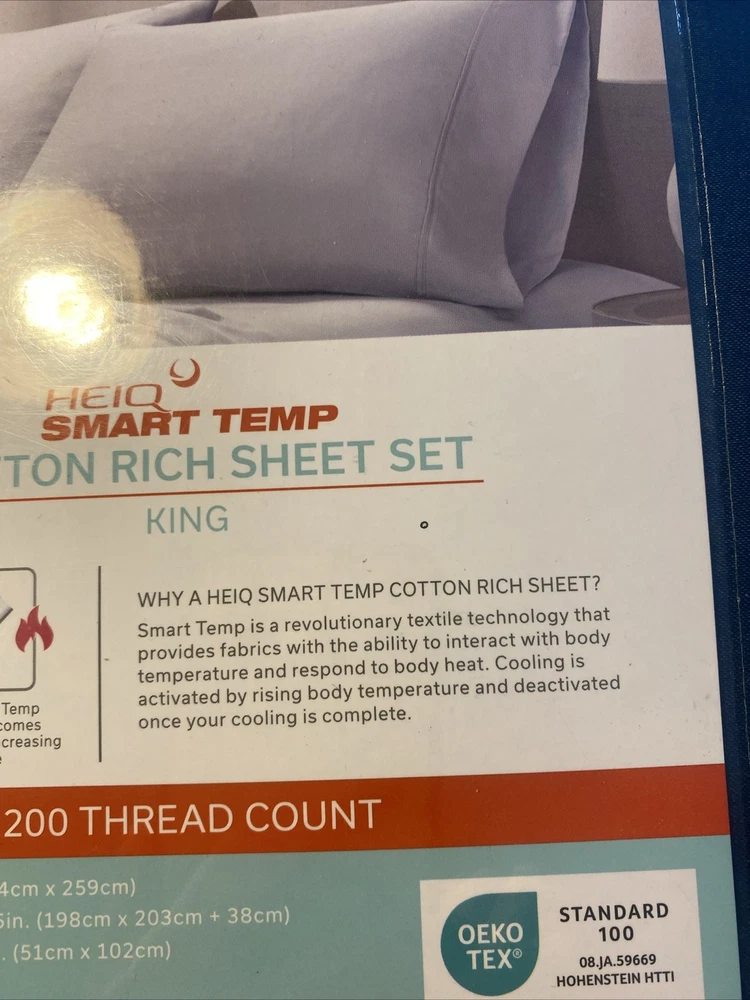 HEIQ
SMART TEMP
TTON RICH SHEET SET
KING
WHY A HEIQ SMART TEMP COTTON RICH SHEET?
Smart Temp is a revolutionary textile technology that
provides fabrics with the ability to interact with body
temperature and respond to body heat. Cooling is
activated by rising body temperature and deactivated
once your cooling is complete.
Temp
comes
creasing
200 THREAD COUNT
4cm x 259cm)
5in. (198cm x 203cm + 38cm)
. (51cm x 102cm)
OEKO
TEX®
STANDARD
100
08.JA.59669
HOHENSTEIN HTTI